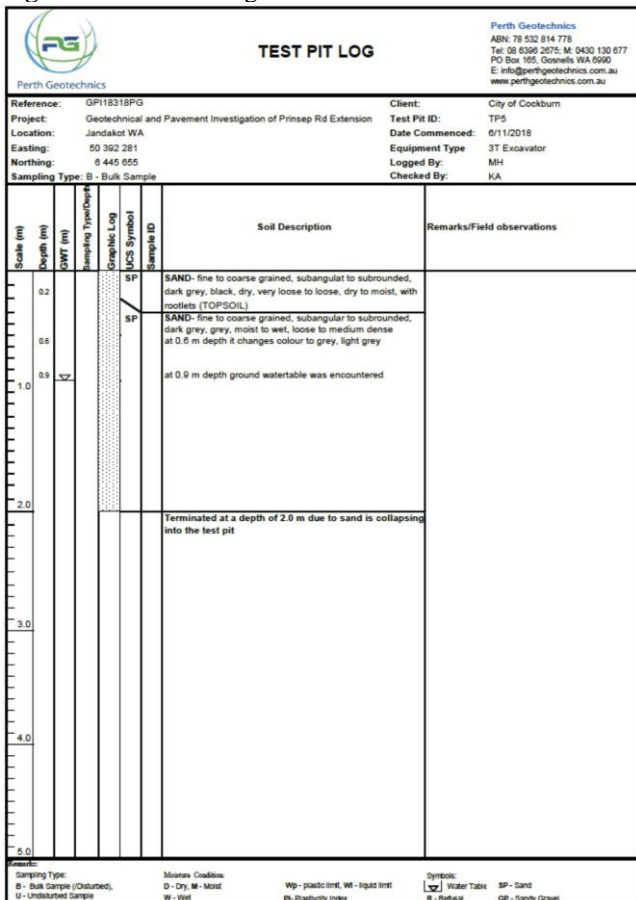 PG
Perth Geotechnics
TEST PIT LOG
Perth Geotechnics
ABN: 78 532 814 778
Tel: 08 6396 2675; M: 0430 130 677
PO Box 165, Gosnells WA 6990
E: info@perthgeotechnics.com.au
www.perthgeotechnics.com.au
Reference: GPI18318PG Client: City of Cockburn
Project: Geotechnical and Pavement Investigation of Prinsep Rd Extension Test Pit ID: TP5
Location: Jandakot WA Date Commenced: 6/11/2018
Easting: 50 392 281 Equipment Type 3T Excavator
Northing: 6 445 655 Logged By: MH
Sampling Type: B - Bulk Sample Checked By: KA
Scale (m) Depth (m) GWT (m) Sampling Type/Depth Graphic Log UCS Symbol Sample ID Soil Description Remarks/Field observations
SP SAND- fine to coarse grained, subangulat to subrounded,
0.2 dark grey, black, dry, very loose to loose, dry to moist, with
rootlets (TOPSOIL)
SP SAND- fine to coarse grained, subangular to subrounded,
dark grey, grey, moist to wet, loose to medium dense
0.6 at 0.6 m depth it changes colour to grey, light grey
0.9 at 0.9 m depth ground watertable was encountered
1.0
2.0
Terminated at a depth of 2.0 m due to sand is collapsing
into the test pit
3.0
4.0
5.0
Remarks:
Sampling Type: Moisture Condition: Symbols:
B - Bulk Sample (/Disturbed), D - Dry, M - Moist Wp - plastic limit, Wl - liquid limit Water Table SP - Sand
U - Undisturbed Sample W - Wet PI- Plasticity Index R - Refusal GP - Sandy Gravel